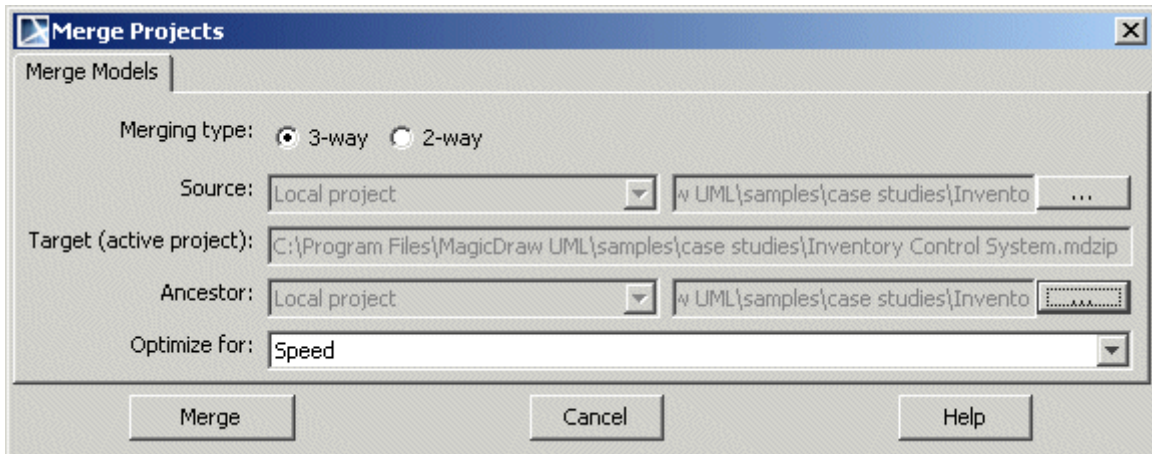 Merge Projects
Merge Models
Merging type: 3-way 2-way
Source: Local project w UML\samples\case studies\Invento ...
Target (active project): C:\Program Files\MagicDraw UML\samples\case studies\Inventory Control System.mdzip
Ancestor: Local project w UML\samples\case studies\Invento ...
Optimize for: Speed
Merge Cancel Help